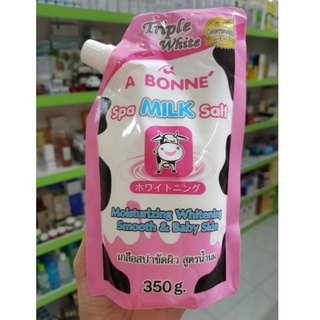 Triple
White
A BONNE'
Spa MILK Salt
ホワイトニング
Moisturizing Whitening
Smooth & Baby Skin
เกลือสปาขัดผิว สูตรน้ำนม
350 g.